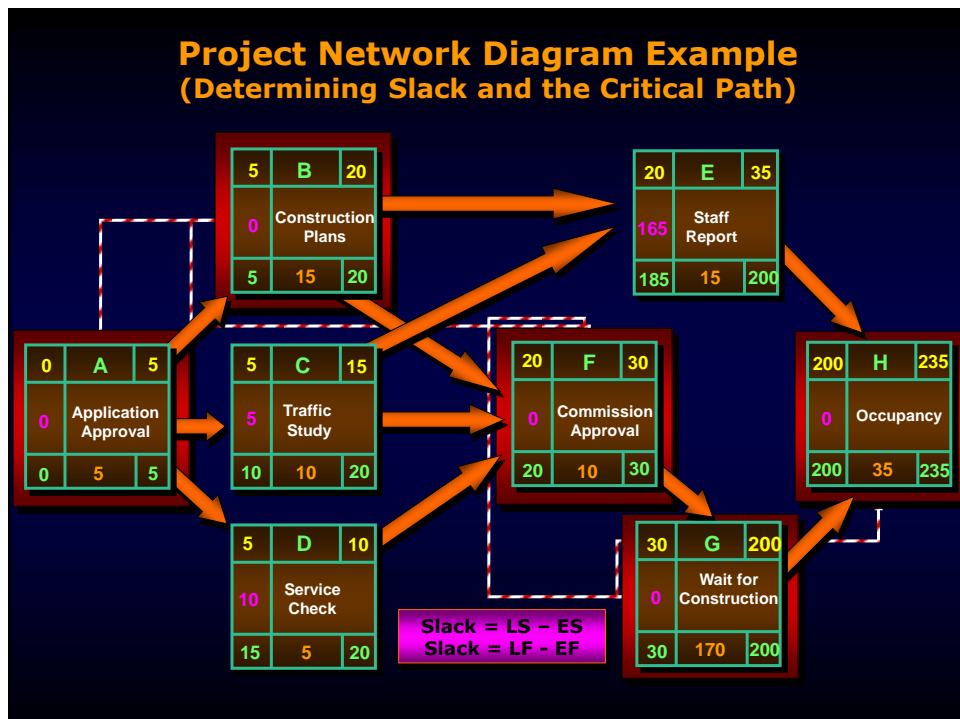 Project Network Diagram Example
(Determining Slack and the Critical Path)
5 B 20
0 Construction
Plans
5 15 20
20 E 35
165 Staff
Report
185 15 200
0 A 5
0 Application
Approval
0 5 5
5 C 15
5 Traffic
Study
10 10 20
20 F 30
0 Commission
Approval
20 10 30
200 H 235
0 Occupancy
200 35 235
5 D 10
10 Service
Check
15 5 20
30 G 200
0 Wait for
Construction
30 170 200
Slack = LS – ES
Slack = LF - EF